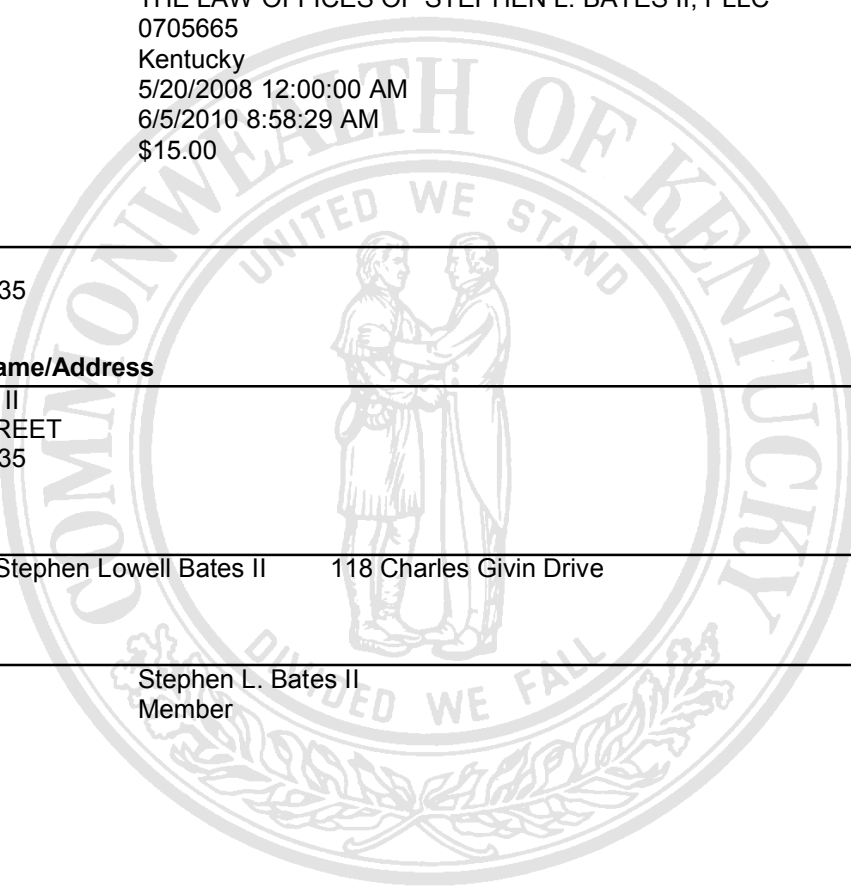 THE LAW OFFICES OF STEPHEN L. BATES II, PLLC
0705665
Kentucky
5/20/2008 12:00:00 AM
6/5/2010 8:58:29 AM
$15.00
COMMONWEALTH OF KENTUCKY
UNITED WE STAND
35
ame/Address
II
REET
35
Stephen Lowell Bates II 118 Charles Givin Drive
Stephen L. Bates II
Member
DIVIDED WE FALL